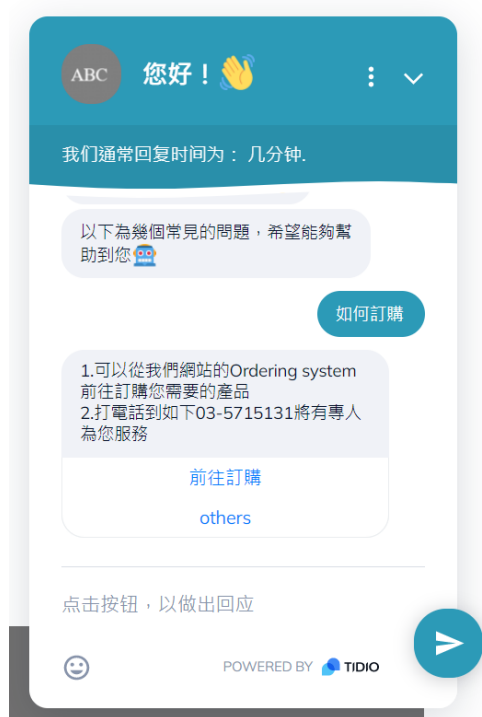 ABC
您好！
我们通常回复时间为： 几分钟.
以下為幾個常見的問題，希望能夠幫
助到您
如何訂購
1.可以從我們網站的Ordering system
前往訂購您需要的產品
2.打電話到如下03-5715131將有專人
為您服務
前往訂購
others
点击按钮，以做出回应
POWERED BY TIDIO